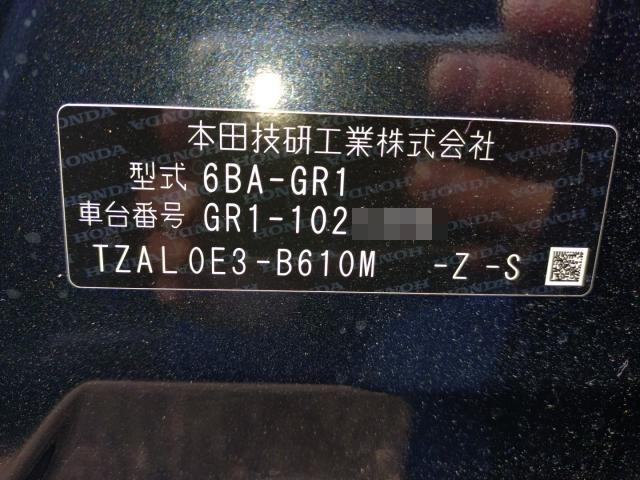 本田技研工業株式会社
型式 6BA-GR1
車台番号 GR1-102
TZAL0E3-B610M -Z -S